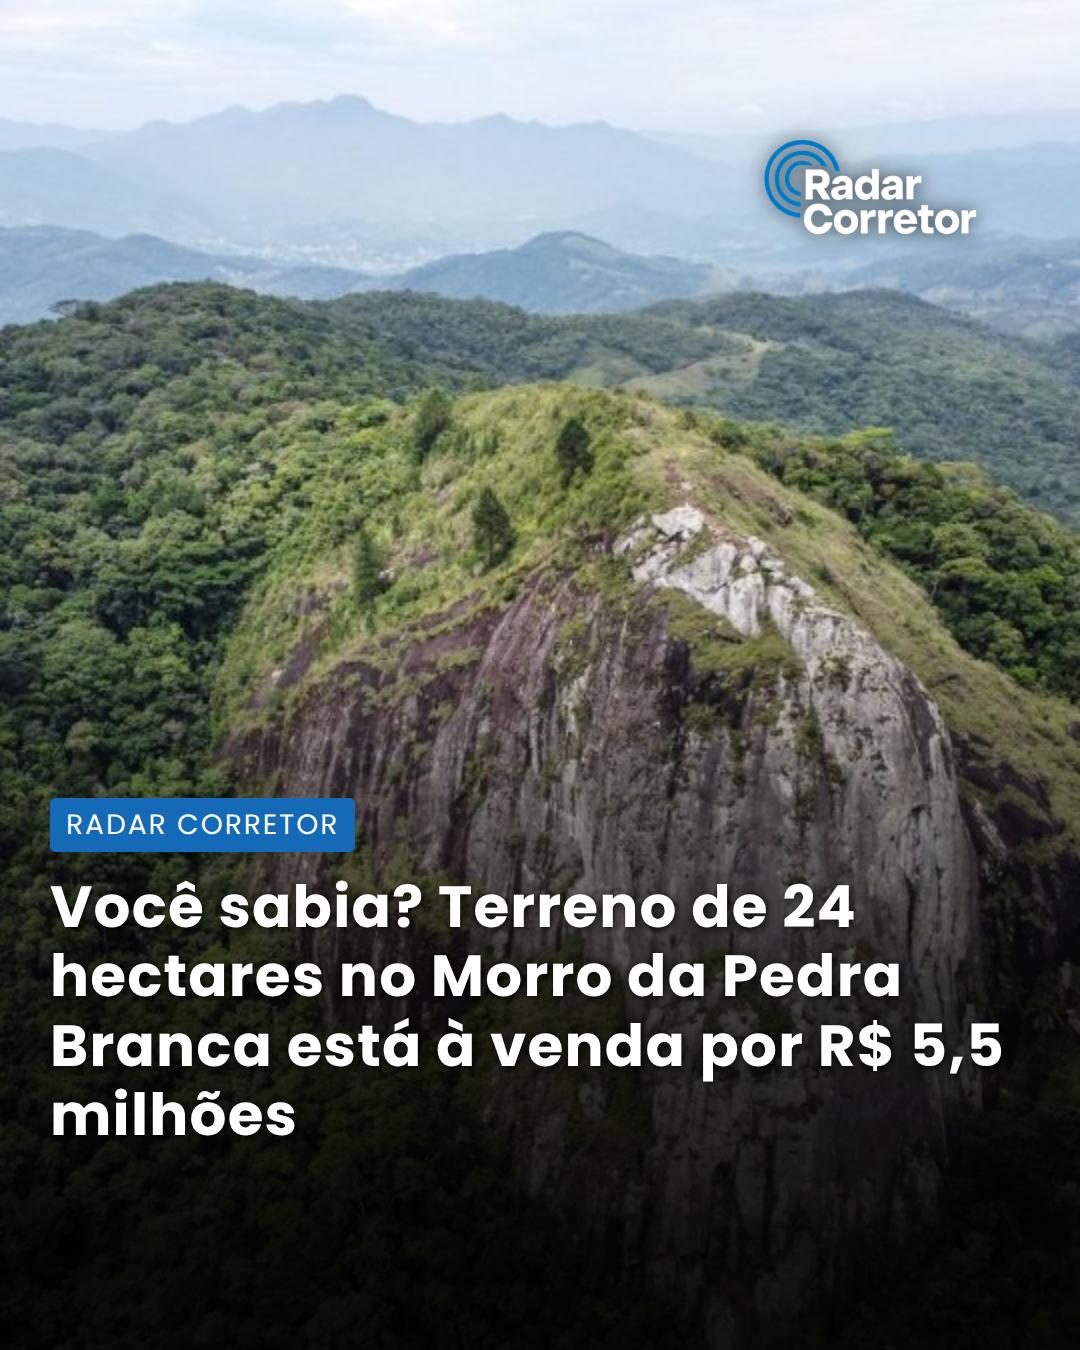 Radar
Corretor
RADAR CORRETOR
Você sabia? Terreno de 24
hectares no Morro da Pedra
Branca está à venda por R$ 5,5
milhões